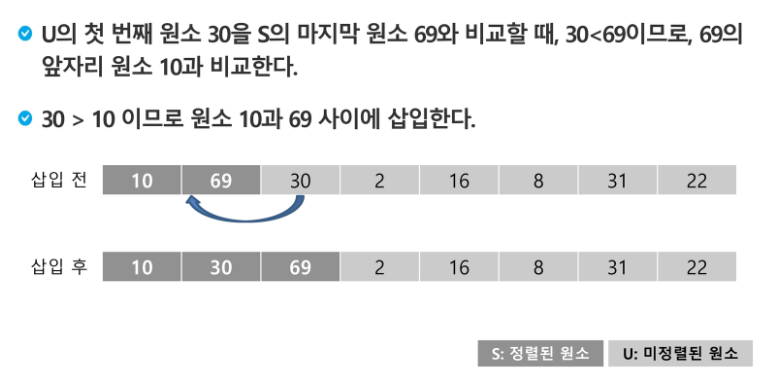 U의 첫 번째 원소 30을 S의 마지막 원소 69와 비교할 때, 30<69이므로, 69의
앞자리 원소 10과 비교한다.
30 > 10 이므로 원소 10과 69 사이에 삽입한다.
삽입 전 10 69 30 2 16 8 31 22
삽입 후 10 30 69 2 16 8 31 22
S: 정렬된 원소 U: 미정렬된 원소